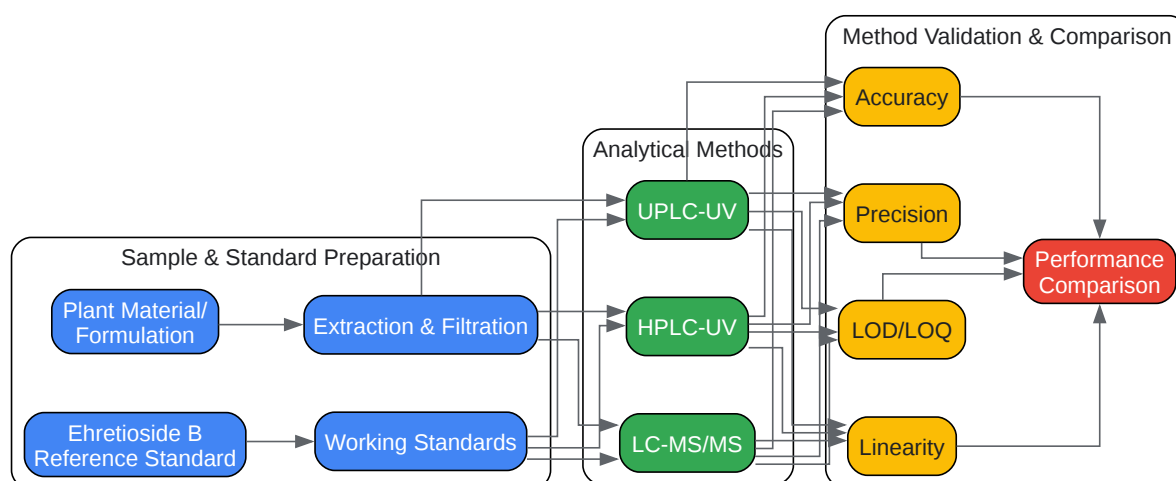 Method Validation & Comparison
Accuracy
Analytical Methods
UPLC-UV
Precision
Sample & Standard Preparation
Performance
Comparison
Plant Material/
Formulation
Extraction & Filtration
HPLC-UV
LOD/LOQ
Ehretioside B
Reference Standard
Working Standards
LC-MS/MS
Linearity